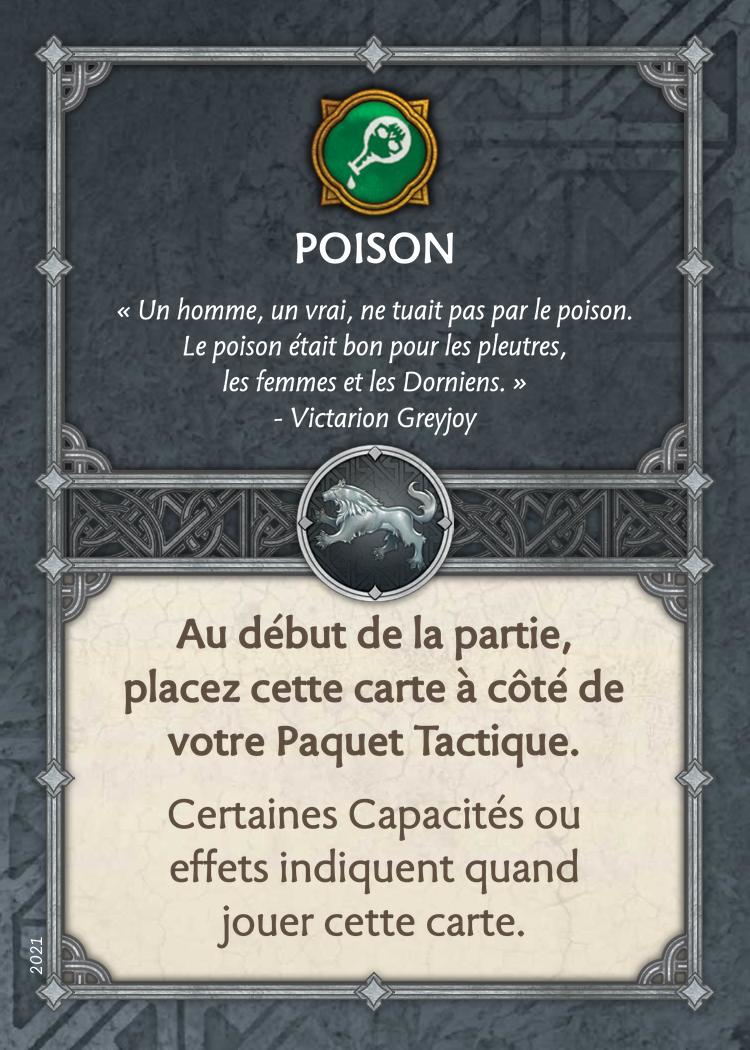 POISON
« Un homme, un vrai, ne tuait pas par le poison.
Le poison était bon pour les pleutres,
les femmes et les Dorniens. »
- Victarion Greyjoy
Au début de la partie,
placez cette carte à côté de
votre Paquet Tactique.
Certaines Capacités ou
effets indiquent quand
jouer cette carte.
2021